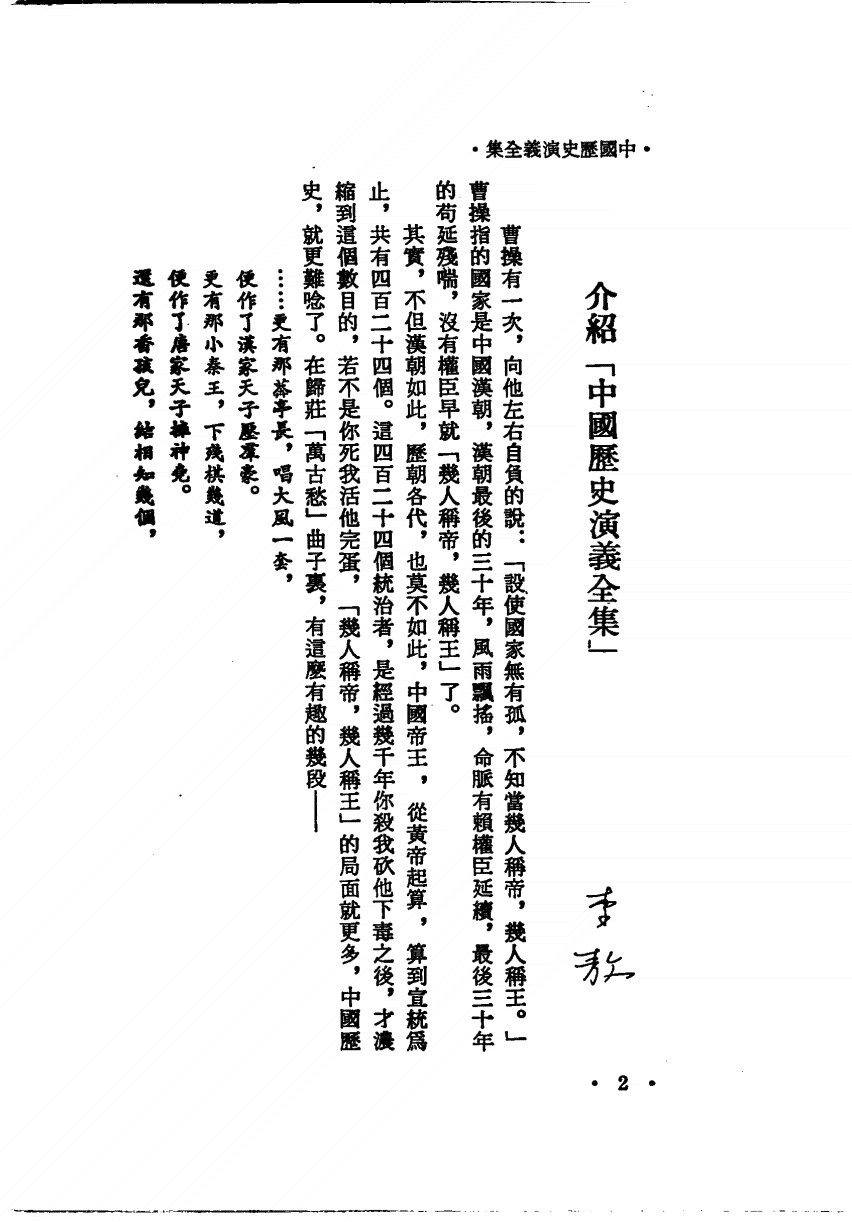 ·中國歷史演義全集·
介紹「中國歷史演義全集」
李敖
曹操有一次，向他左右自負的說：「設使國家無有孤，不知當幾人稱帝，幾人稱王。」
曹操指的國家是中國漢朝，漢朝最後的三十年，風雨飄搖，命脈有賴權臣延續，最後三十年
的苟延殘喘，沒有權臣早就「幾人稱帝，幾人稱王」了。
其實，不但漢朝如此，歷朝各代，也莫不如此，中國帝王，從黃帝起算，算到宣統爲
止，共有四百二十四個。這四百二十四個統治者，是經過幾千年你殺我砍他下毒之後，才濃
縮到這個數目的，若不是你死我活他完蛋，「幾人稱帝，幾人稱王」的局面就更多，中國歷
史，就更難唸了。在歸莊「萬古愁」曲子裏，有這麼有趣的幾段——
……更有那蕊亭長，唱大風一套，
便作了漢家天子壓羣豪。
更有那小秦王，下殘棋幾道，
便作了唐家天子擁神堯。
還有那香孩兒，結相知幾個，
·2·